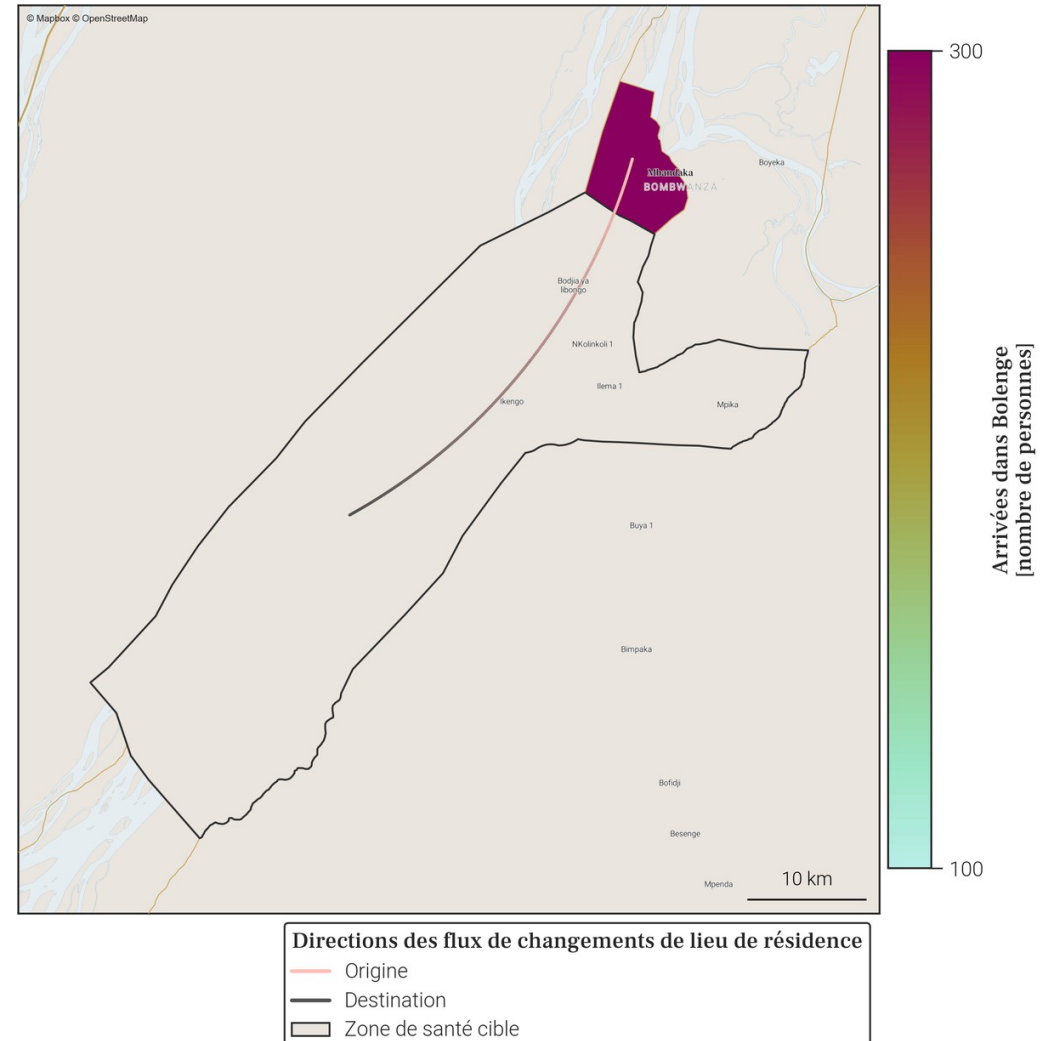 © Mapbox © OpenStreetMap
Boyeka
Mbandaka
BOMBWANZA
Bodjia ya
libongo
NKolinkoli 1
Ilema 1
Ikengo
Mpika
Buya 1
Bimpaka
Bofidji
Besenge
Mpenda
10 km
300
100
Arrivées dans Bolenge
[nombre de personnes]
Directions des flux de changements de lieu de résidence
Origine
Destination
Zone de santé cible